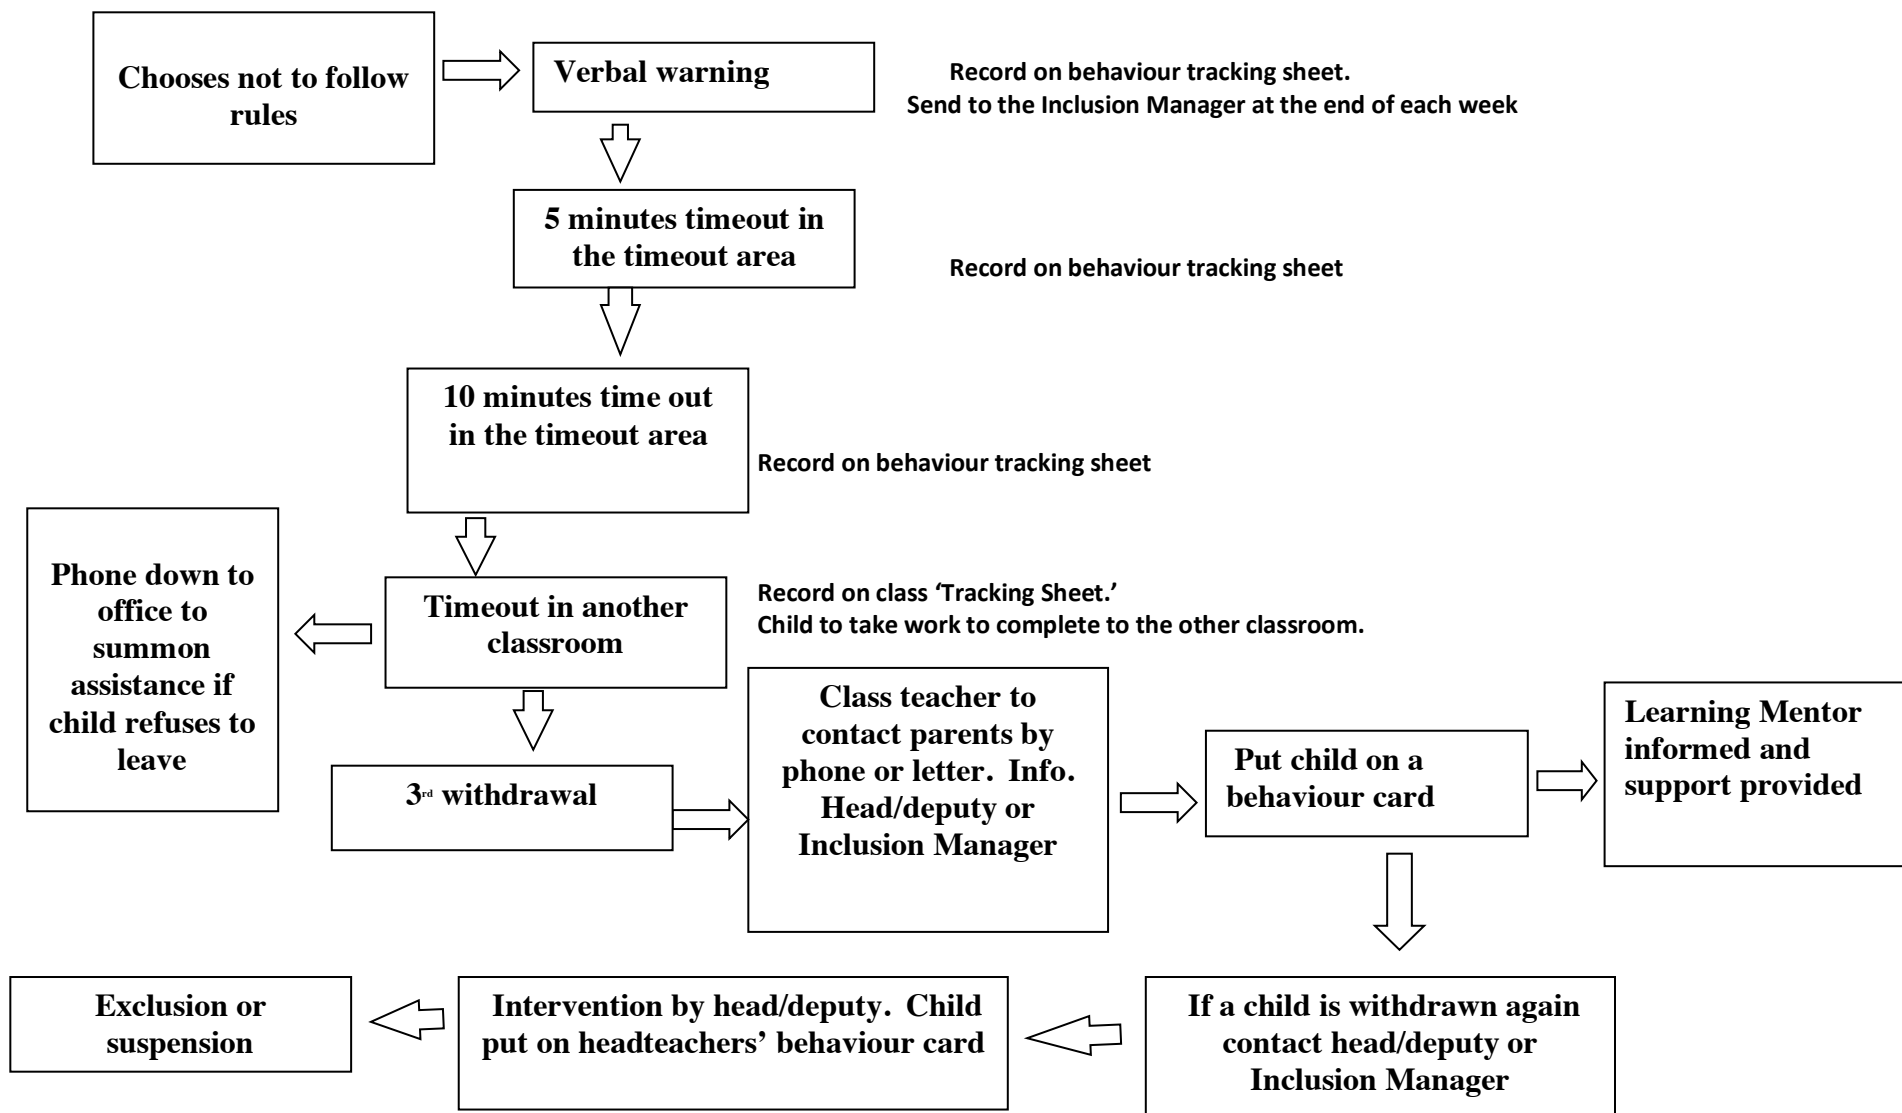 Chooses not to follow
rules
Verbal warning
Record on behaviour tracking sheet.
Send to the Inclusion Manager at the end of each week
5 minutes timeout in
the timeout area
Record on behaviour tracking sheet
10 minutes time out
in the timeout area
Record on behaviour tracking sheet
Phone down to
office to
summon
assistance if
child refuses to
leave
Timeout in another
classroom
Record on class ‘Tracking Sheet.’
Child to take work to complete to the other classroom.
3rd withdrawal
Class teacher to
contact parents by
phone or letter.  Info.
Head/deputy or
Inclusion Manager
Put child on a
behaviour card
Learning Mentor
informed and
support provided
Exclusion or
suspension
Intervention by head/deputy.  Child
put on headteachers’ behaviour card
If a child is withdrawn again
contact head/deputy or
Inclusion Manager